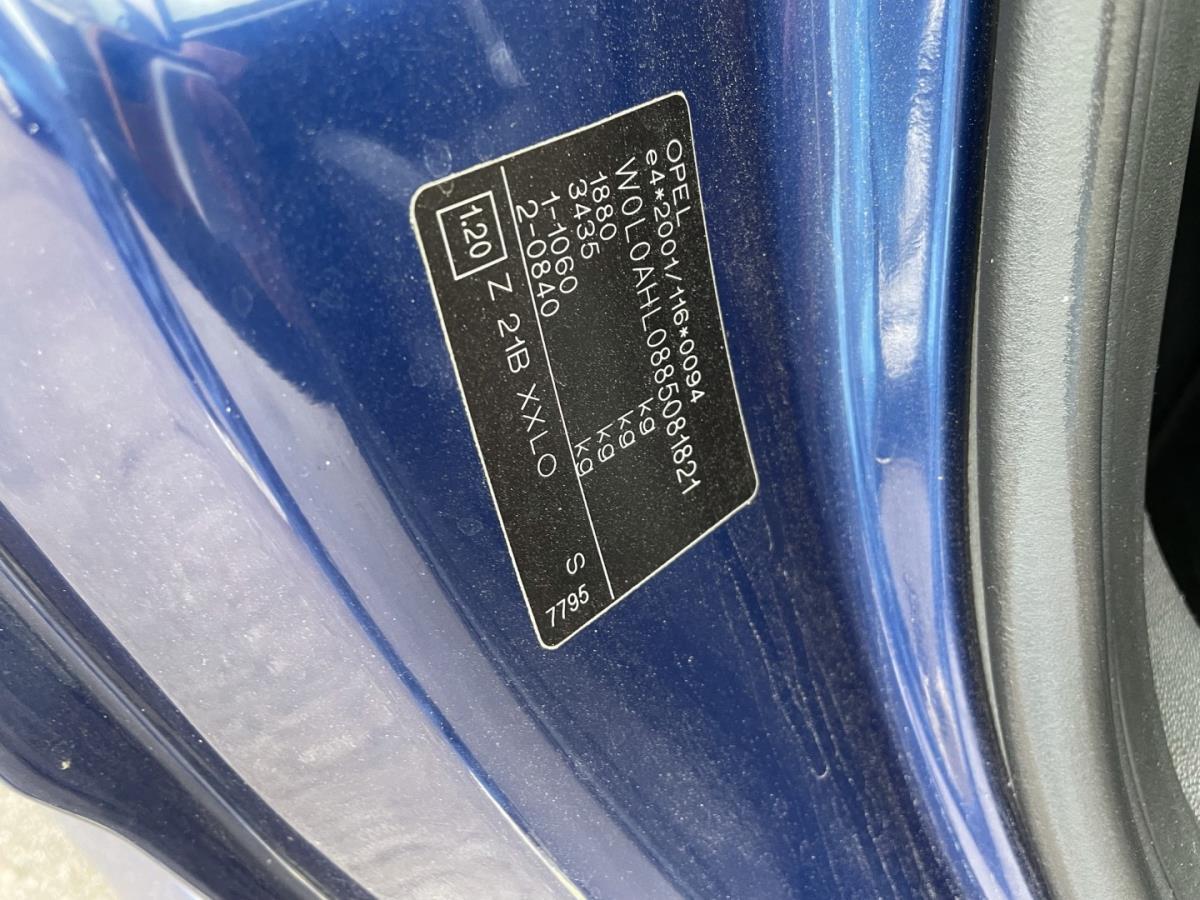 OPEL
e4*2001/116*0094
W0L0AHL0885081821
1880 kg
3435 kg
1-1060 kg
2-0840 kg
1.20 Z 21B XXLO S
7795